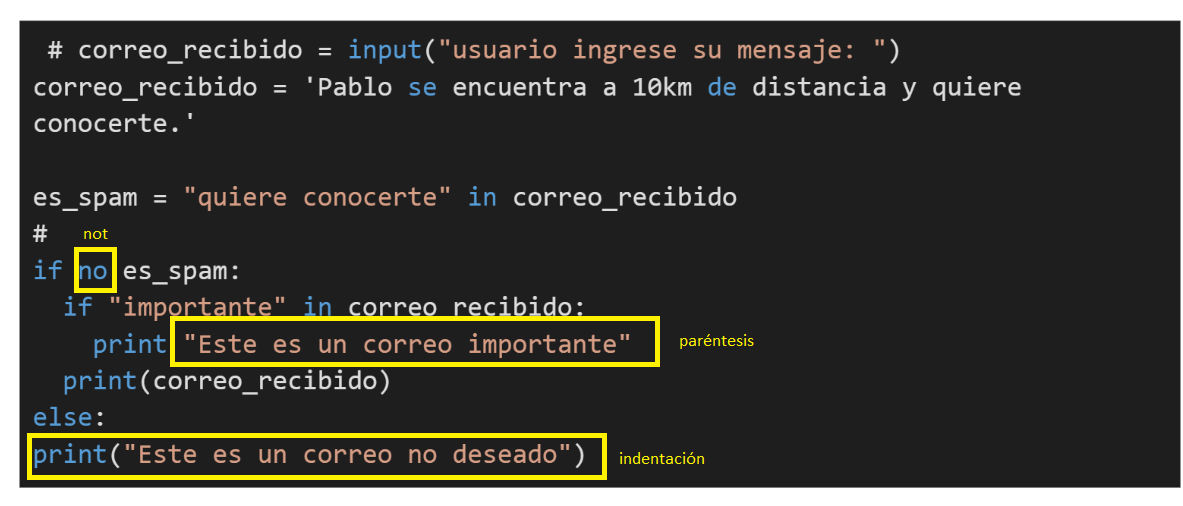 # correo_recibido = input("usuario ingrese su mensaje: ")
correo_recibido = 'Pablo se encuentra a 10km de distancia y quiere
conocerte.'
es_spam = "quiere conocerte" in correo_recibido
# not
if no es_spam:
if "importante" in correo_recibido:
print "Este es un correo importante" paréntesis
print(correo_recibido)
else:
print("Este es un correo no deseado") indentación